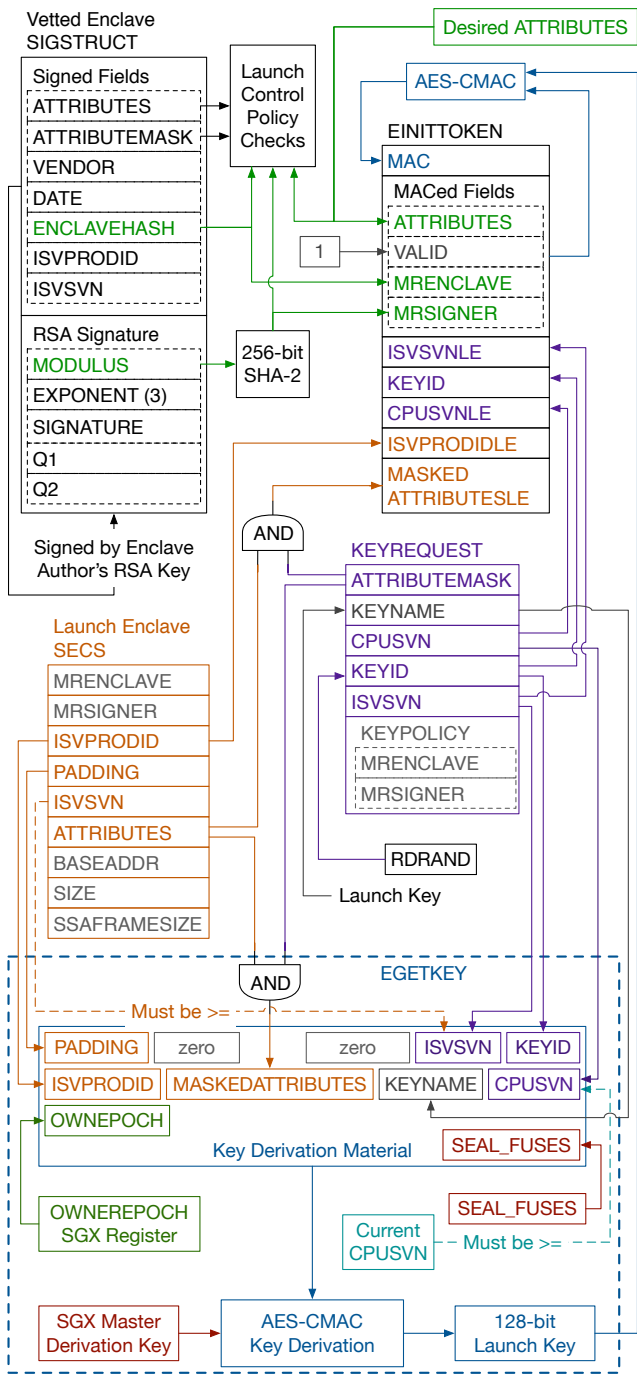 Vetted Enclave
SIGSTRUCT
Signed Fields
ATTRIBUTES
ATTRIBUTEMASK
VENDOR
DATE
ENCLAVEHASH
ISVPRODID
ISVSVN
RSA Signature
MODULUS
EXPONENT (3)
SIGNATURE
Q1
Q2
Signed by Enclave
Author's RSA Key
Launch
Control
Policy
Checks
256-bit
SHA-2
Desired ATTRIBUTES
AES-CMAC
EINITTOKEN
MAC
MACed Fields
ATTRIBUTES
1
VALID
MRENCLAVE
MRSIGNER
ISVSVNLE
KEYID
CPUSVNLE
ISVPRODIDLE
MASKED
ATTRIBUTESLE
AND
KEYREQUEST
ATTRIBUTEMASK
KEYNAME
CPUSVN
KEYID
ISVSVN
KEYPOLICY
MRENCLAVE
MRSIGNER
RDRAND
Launch Key
Launch Enclave
SECS
MRENCLAVE
MRSIGNER
ISVPRODID
PADDING
ISVSVN
ATTRIBUTES
BASEADDR
SIZE
SSAFRAMESIZE
AND
EGETKEY
Must be >=
PADDING
zero
zero
ISVSVN
KEYID
ISVPRODID
MASKEDATTRIBUTES
KEYNAME
CPUSVN
OWNEPOCH
Key Derivation Material
SEAL_FUSES
OWNEREPOCH
SGX Register
SEAL_FUSES
Current
CPUSVN
Must be >=
SGX Master
Derivation Key
AES-CMAC
Key Derivation
128-bit
Launch Key